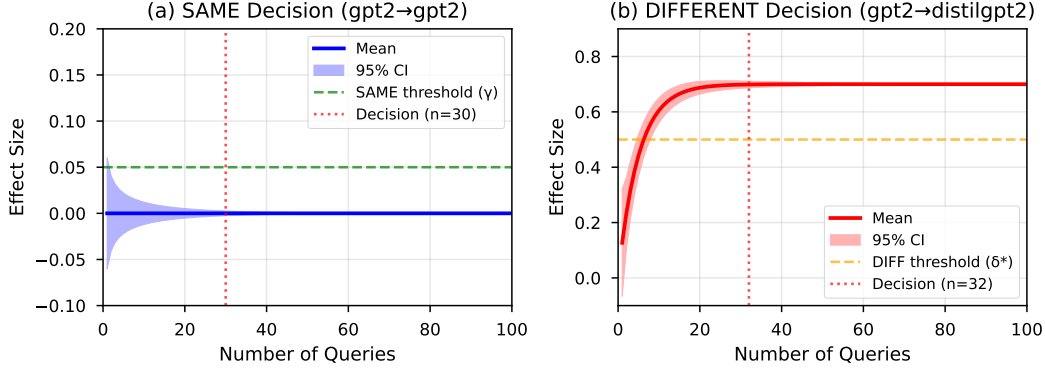 (a) SAME Decision (gpt2→gpt2)
0.20
0.15
0.10
0.05
0.00
−0.05
−0.10
Effect Size
Mean
95% CI
SAME threshold (γ)
Decision (n=30)
0
20
40
60
80
100
Number of Queries
(b) DIFFERENT Decision (gpt2→distilgpt2)
0.8
0.6
0.4
0.2
0.0
Effect Size
Mean
95% CI
DIFF threshold (δ*)
Decision (n=32)
0
20
40
60
80
100
Number of Queries